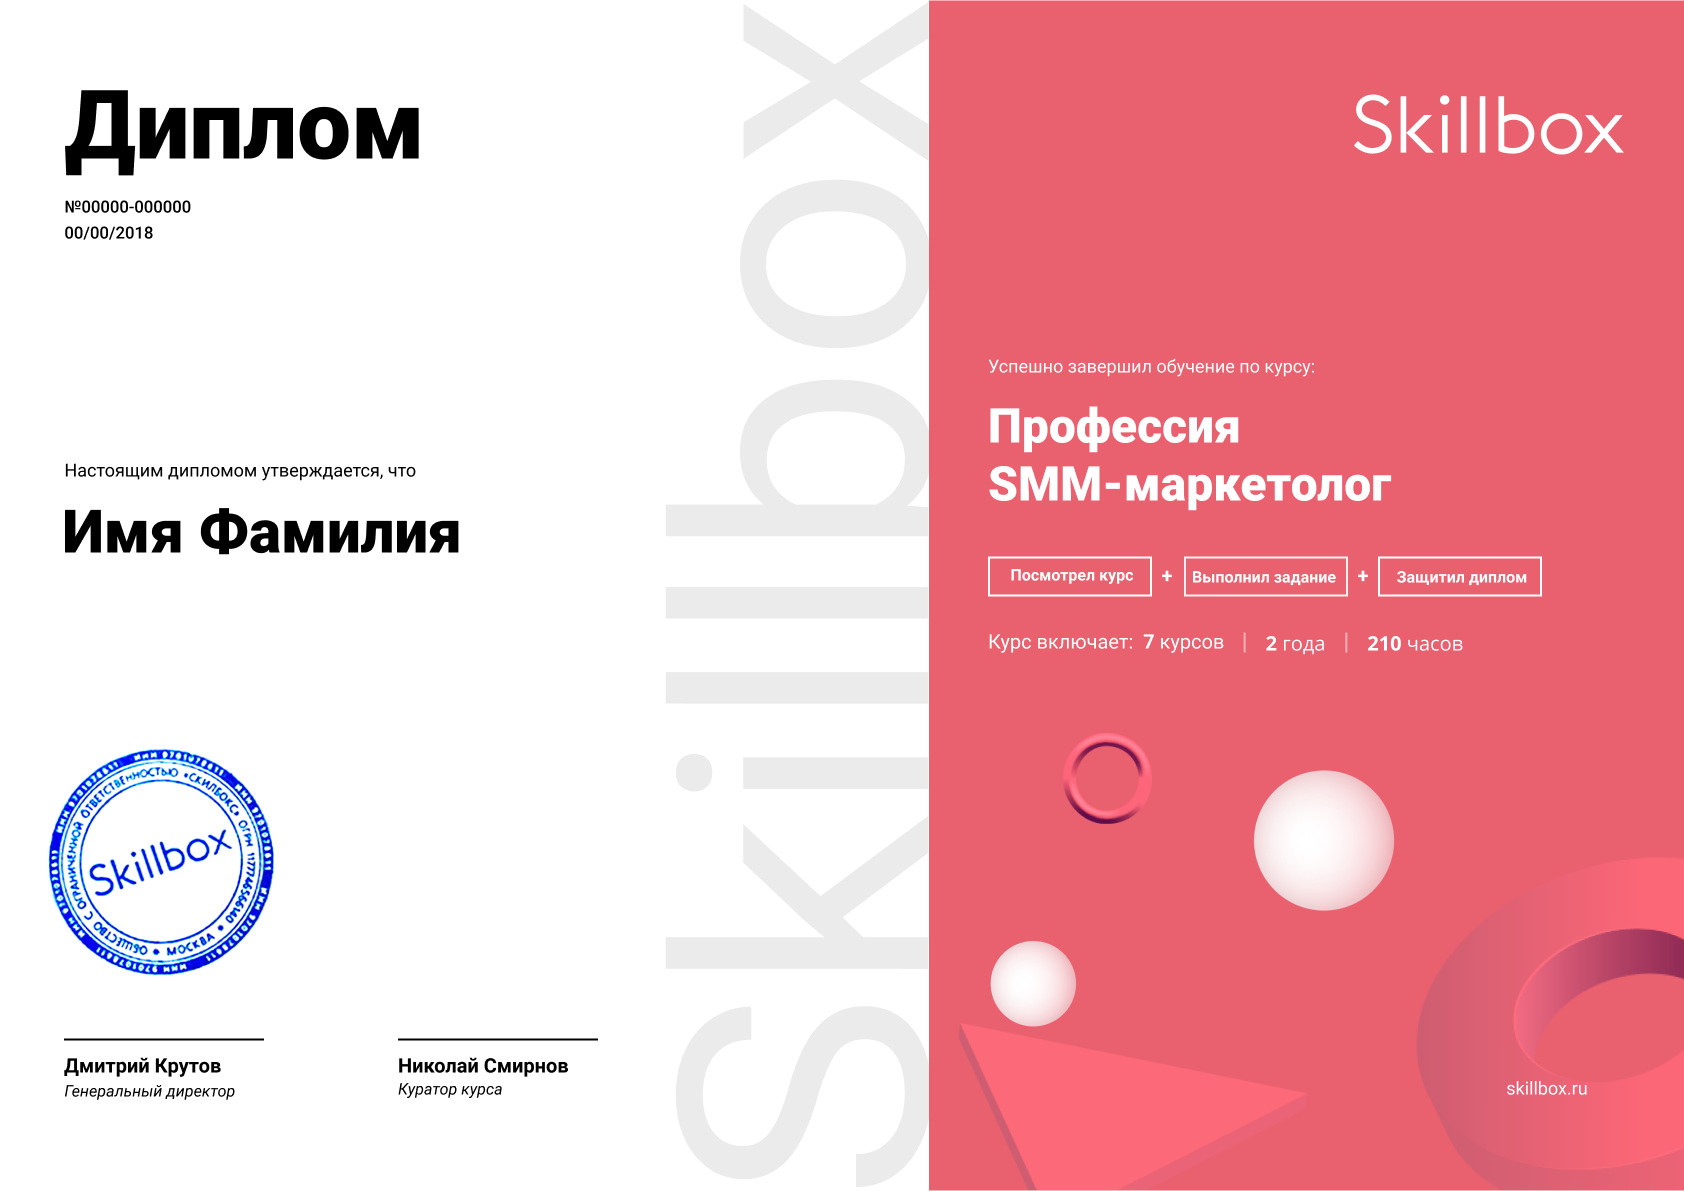 Диплом
№00000-000000
00/00/2018
Настоящим дипломом утверждается, что
Имя Фамилия
ОБЩЕСТВО С ОГРАНИЧЕННОЙ ОТВЕТСТВЕННОСТЬЮ «СКИЛБОКС» ОГРН 1177746566140
МОСКВА
Skillbox
Дмитрий Крутов
Генеральный директор
Николай Смирнов
Куратор курса
Skillbox
Skillbox
Успешно завершил обучение по курсу:
Профессия
SMM-маркетолог
Посмотрел курс + Выполнил задание + Защитил диплом
Курс включает: 7 курсов | 2 года | 210 часов
skillbox.ru